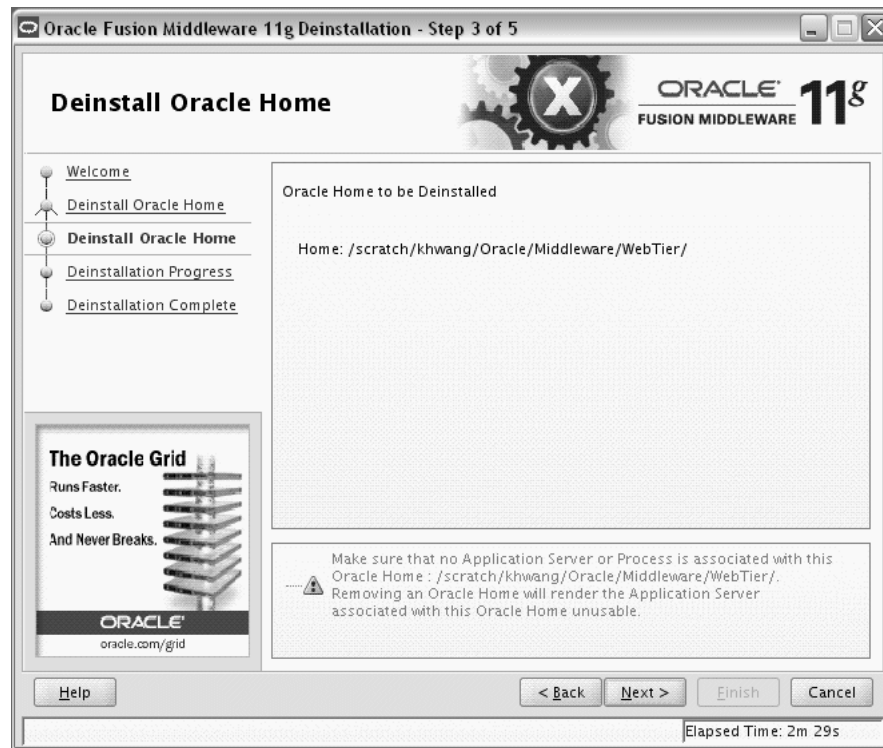 Oracle Fusion Middleware 11g Deinstallation - Step 3 of 5
Deinstall Oracle Home
ORACLE
FUSION MIDDLEWARE
11g
Welcome
Deinstall Oracle Home
Deinstall Oracle Home
Deinstallation Progress
Deinstallation Complete
Oracle Home to be Deinstalled
Home: /scratch/khwang/Oracle/Middleware/WebTier/
The Oracle Grid
Runs Faster.
Costs Less.
And Never Breaks.
ORACLE
oracle.com/grid
Make sure that no Application Server or Process is associated with this
Oracle Home : /scratch/khwang/Oracle/Middleware/WebTier/.
Removing an Oracle Home will render the Application Server
associated with this Oracle Home unusable.
Help
< Back
Next >
Finish
Cancel
Elapsed Time: 2m 29s